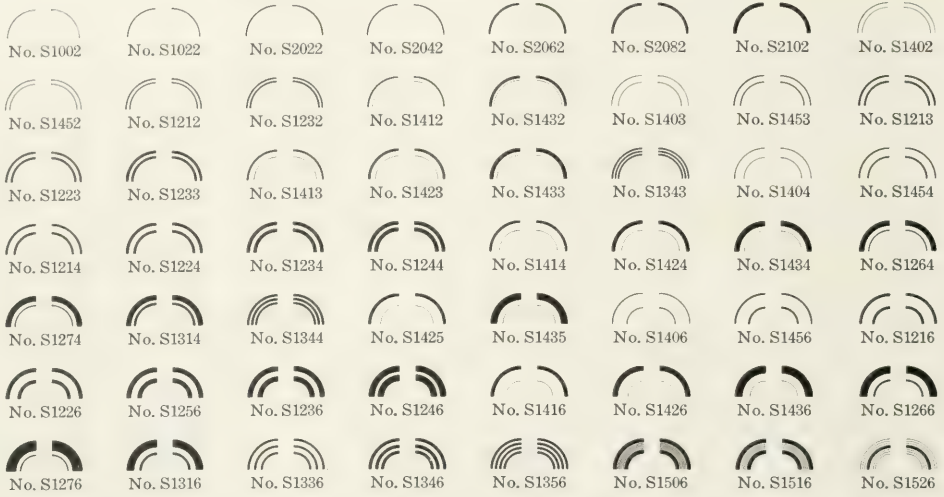 No. S1002 No. S1022 No. S2022 No. S2042 No. S2062 No. S2082 No. S2102 No. S1402
No. S1452 No. S1212 No. S1232 No. S1412 No. S1432 No. S1403 No. S1453 No. S1213
No. S1223 No. S1233 No. S1413 No. S1423 No. S1433 No. S1343 No. S1404 No. S1454
No. S1214 No. S1224 No. S1234 No. S1244 No. S1414 No. S1424 No. S1434 No. S1264
No. S1274 No. S1314 No. S1344 No. S1425 No. S1435 No. S1406 No. S1456 No. S1216
No. S1226 No. S1256 No. S1236 No. S1246 No. S1416 No. S1426 No. S1436 No. S1266
No. S1276 No. S1316 No. S1336 No. S1346 No. S1356 No. S1506 No. S1516 No. S1526